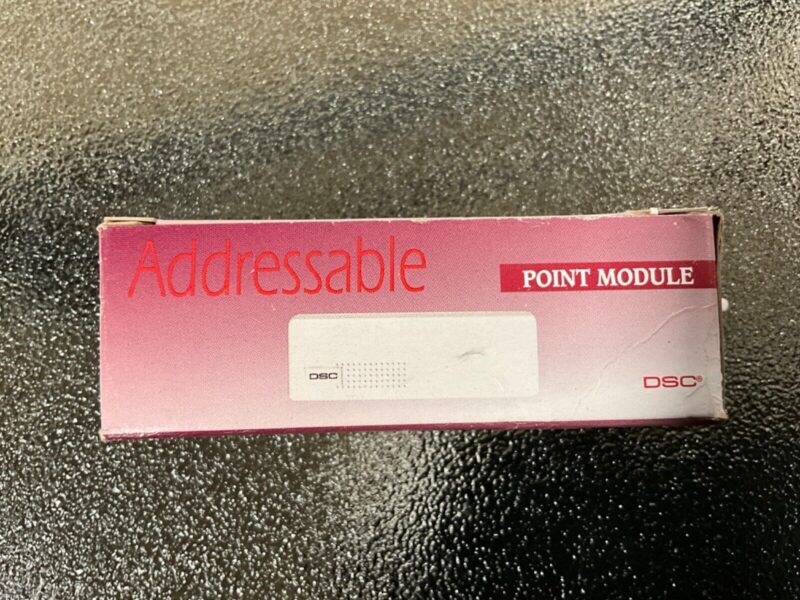 Addressable
POINT MODULE
DSC
DSC®